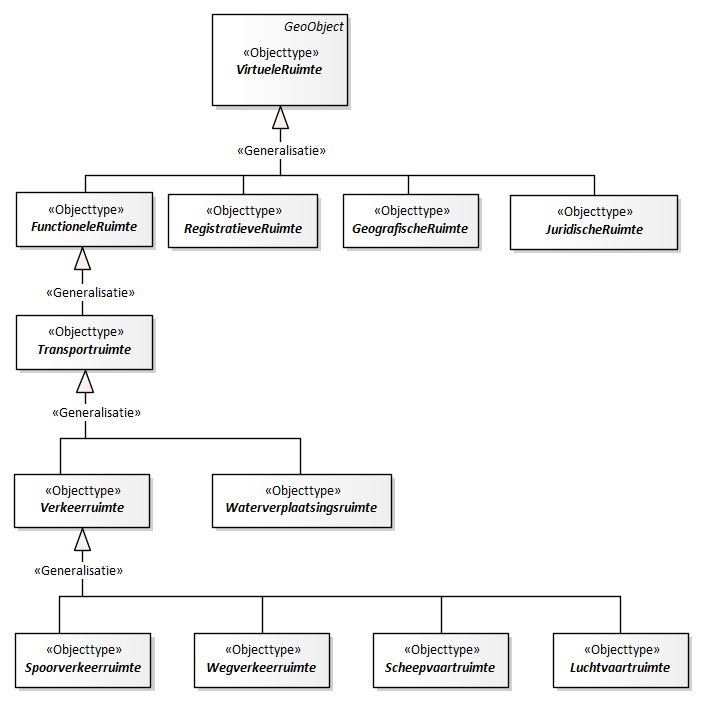 GeoObject
«Objecttype»
VirtueleRuimte
«Generalisatie»
«Objecttype»
FunctioneleRuimte
«Objecttype»
RegistratieveRuimte
«Objecttype»
GeografischeRuimte
«Objecttype»
JuridischeRuimte
«Generalisatie»
«Objecttype»
Transportruimte
«Generalisatie»
«Objecttype»
Verkeerruimte
«Objecttype»
Waterverplaatsingsruimte
«Generalisatie»
«Objecttype»
Spoorverkeerruimte
«Objecttype»
Wegverkeerruimte
«Objecttype»
Scheepvaartruimte
«Objecttype»
Luchtvaartruimte